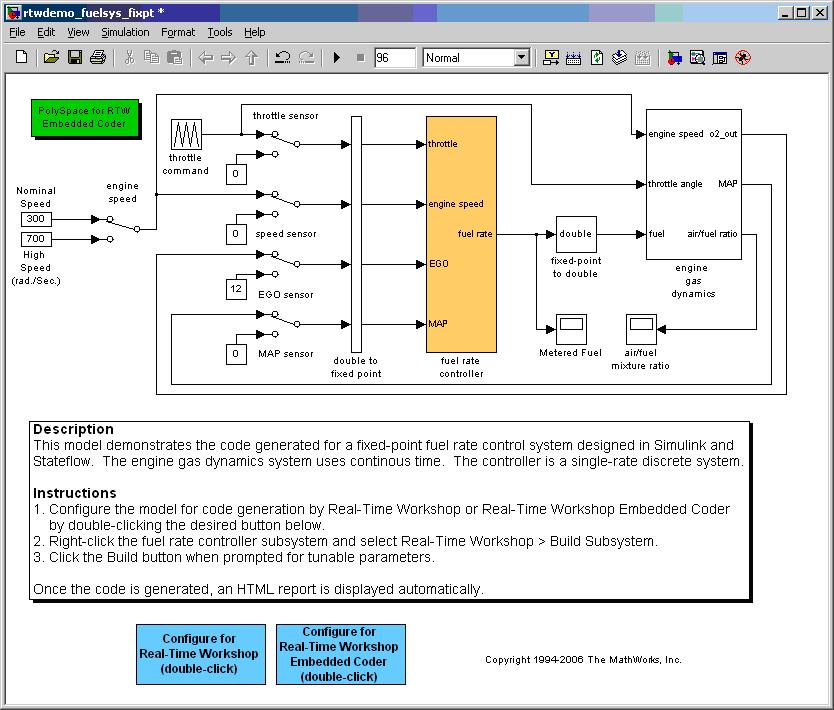 rtwdemo_fuelsys_fixpt *
File Edit View Simulation Format Tools Help
96
Normal
PolySpace for RTW
Embedded Coder
throttle sensor
throttle
command
0
Nominal
Speed
300
700
High
Speed
(rad./Sec.)
engine
speed
0
speed sensor
12
EGO sensor
0
MAP sensor
double to
fixed point
throttle
engine speed
fuel rate
EGO
MAP
fuel rate
controller
double
fixed-point
to double
Metered Fuel
air/fuel
mixture ratio
engine speed o2_out
throttle angle MAP
fuel air/fuel ratio
engine
gas
dynamics
Description
This model demonstrates the code generated for a fixed-point fuel rate control system designed in Simulink and
Stateflow. The engine gas dynamics system uses continous time. The controller is a single-rate discrete system.
Instructions
1. Configure the model for code generation by Real-Time Workshop or Real-Time Workshop Embedded Coder
by double-clicking the desired button below.
2. Right-click the fuel rate controller subsystem and select Real-Time Workshop > Build Subsystem.
3. Click the Build button when prompted for tunable parameters.
Once the code is generated, an HTML report is displayed automatically.
Configure for
Real-Time Workshop
(double-click)
Configure for
Real-Time Workshop
Embedded Coder
(double-click)
Copyright 1994-2006 The MathWorks, Inc.